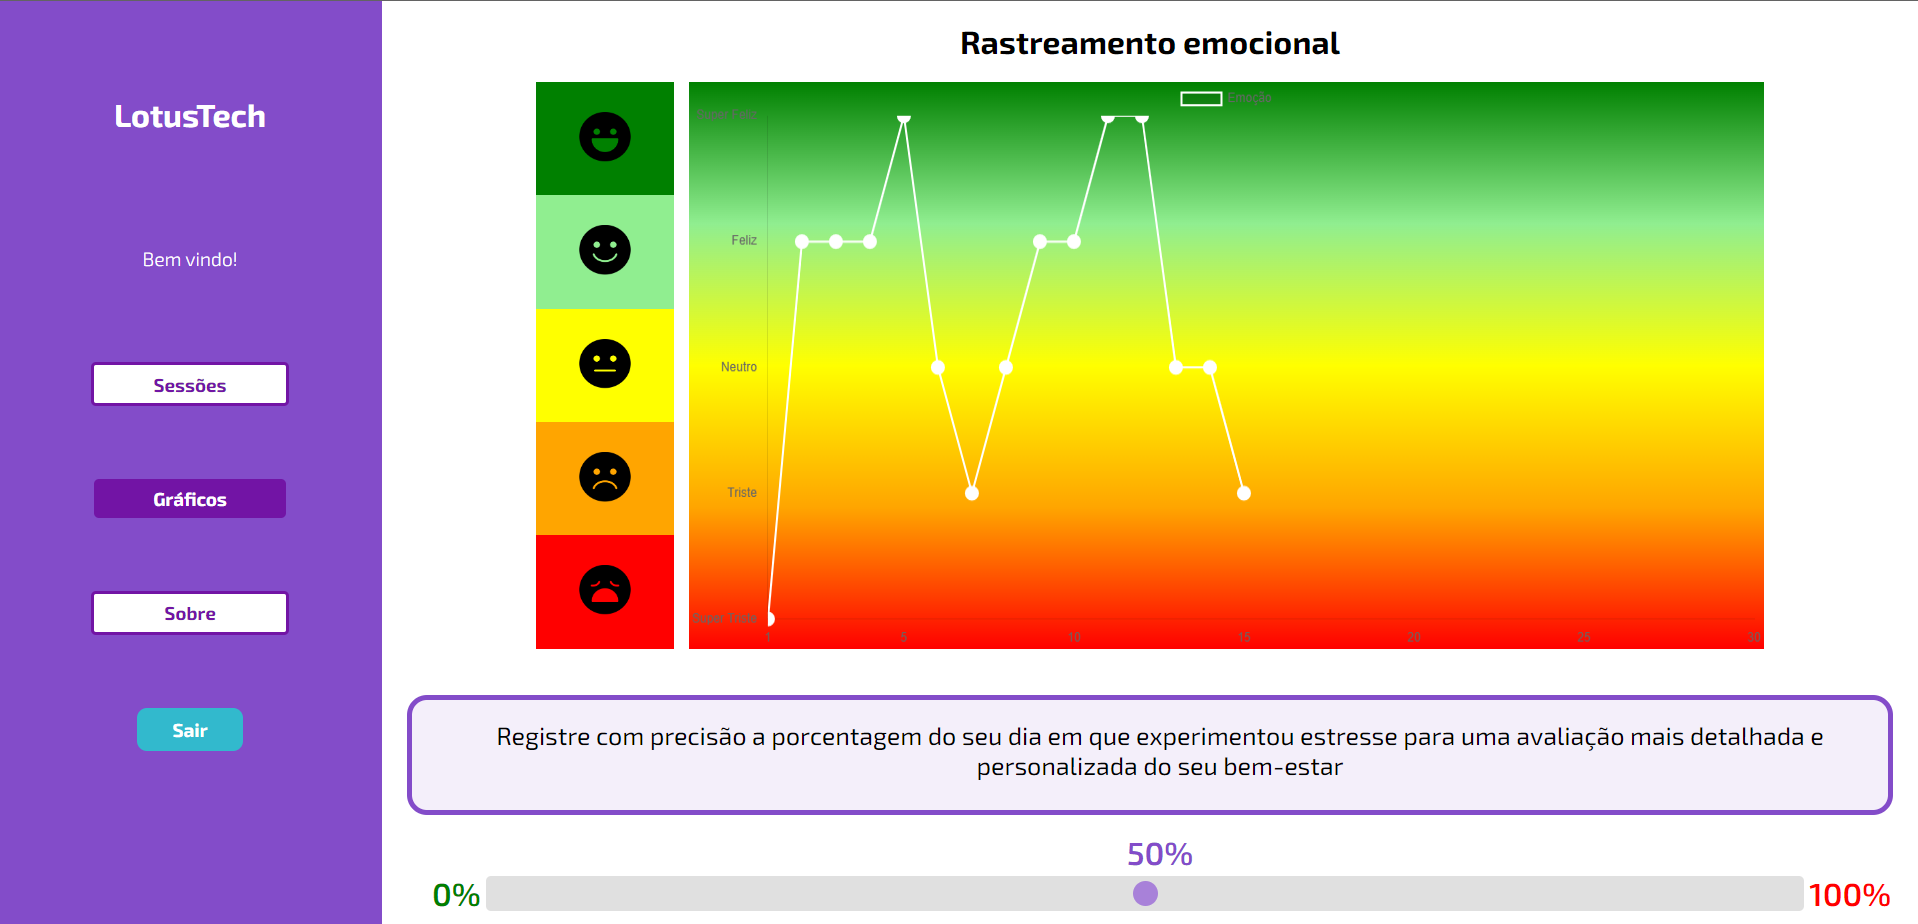 LotusTech
Bem vindo!
Sessões
Gráficos
Sobre
Sair
Rastreamento emocional
Emoção
Super Feliz
Feliz
Neutro
Triste
Super Triste
1 5 10 15 20 25 30
Registre com precisão a porcentagem do seu dia em que experimentou estresse para uma avaliação mais detalhada e
personalizada do seu bem-estar
50%
0% 100%